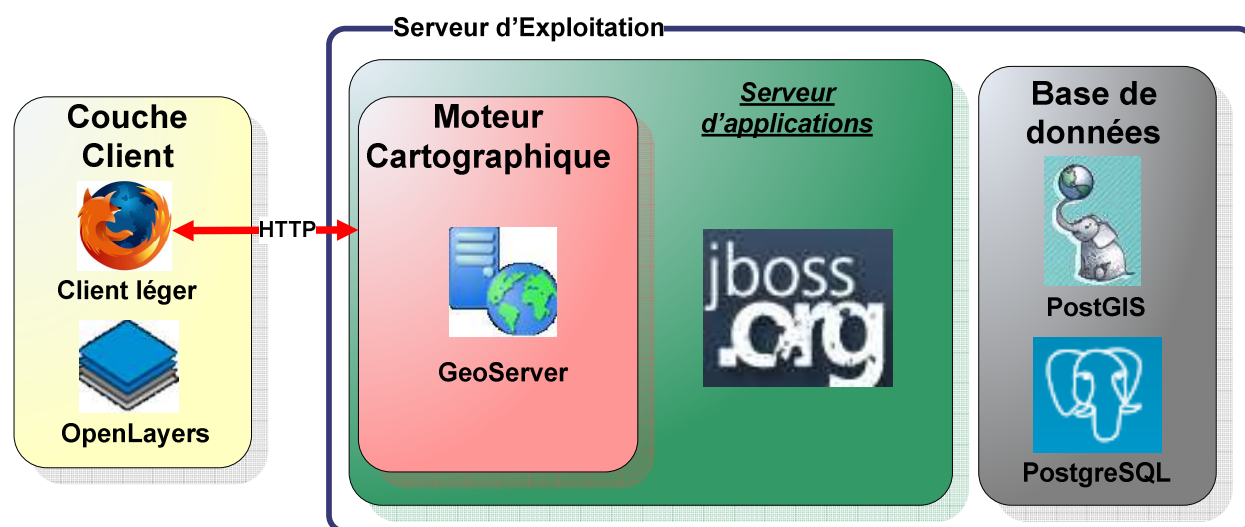 Serveur d’Exploitation
Couche
Client
Client léger
OpenLayers
HTTP
Moteur
Cartographique
GeoServer
Serveur
d’applications
jboss
.org
Base de
données
PostGIS
PostgreSQL